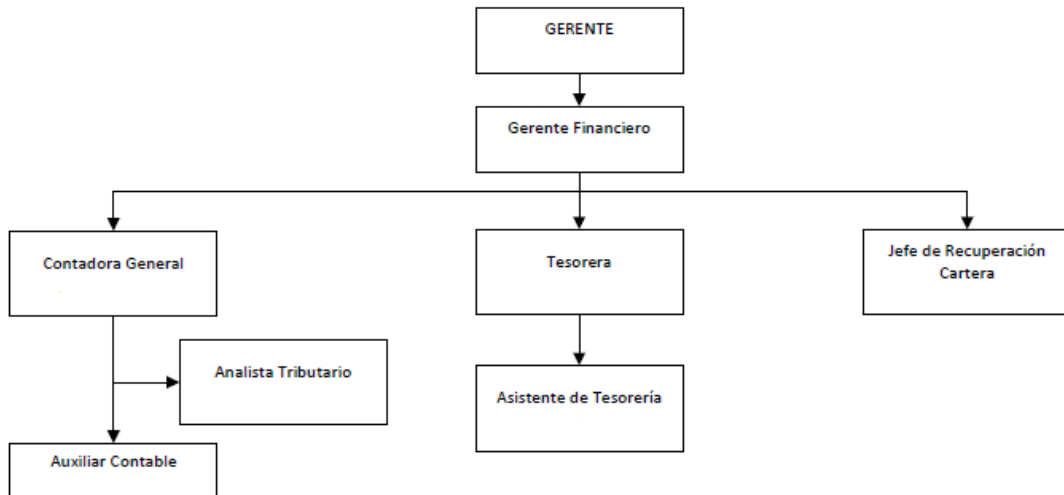 GERENTE
Gerente Financiero
Contadora General
Tesorera
Jefe de Recuperación
Cartera
Analista Tributario
Asistente de Tesorería
Auxiliar Contable